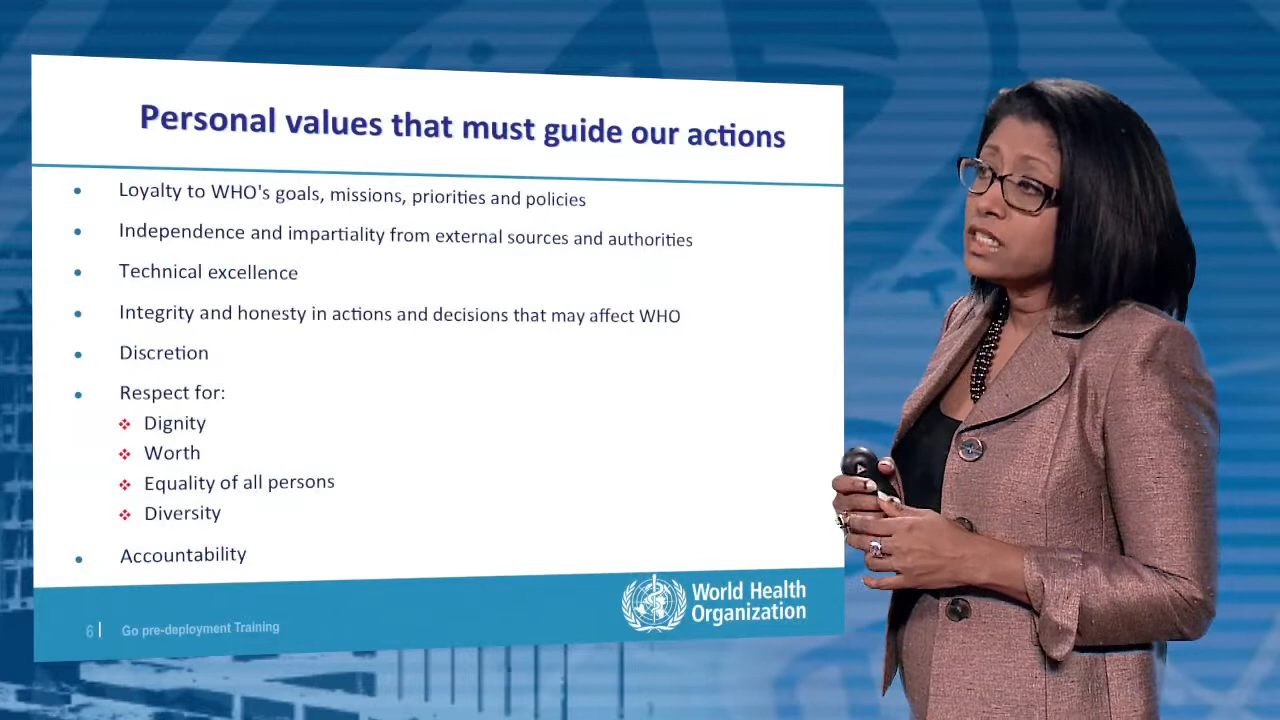 Personal values that must guide our actions
• Loyalty to WHO's goals, missions, priorities and policies
• Independence and impartiality from external sources and authorities
• Technical excellence
• Integrity and honesty in actions and decisions that may affect WHO
• Discretion
• Respect for:
❖ Dignity
❖ Worth
❖ Equality of all persons
❖ Diversity
• Accountability
6 | Go pre-deployment Training
World Health
Organization